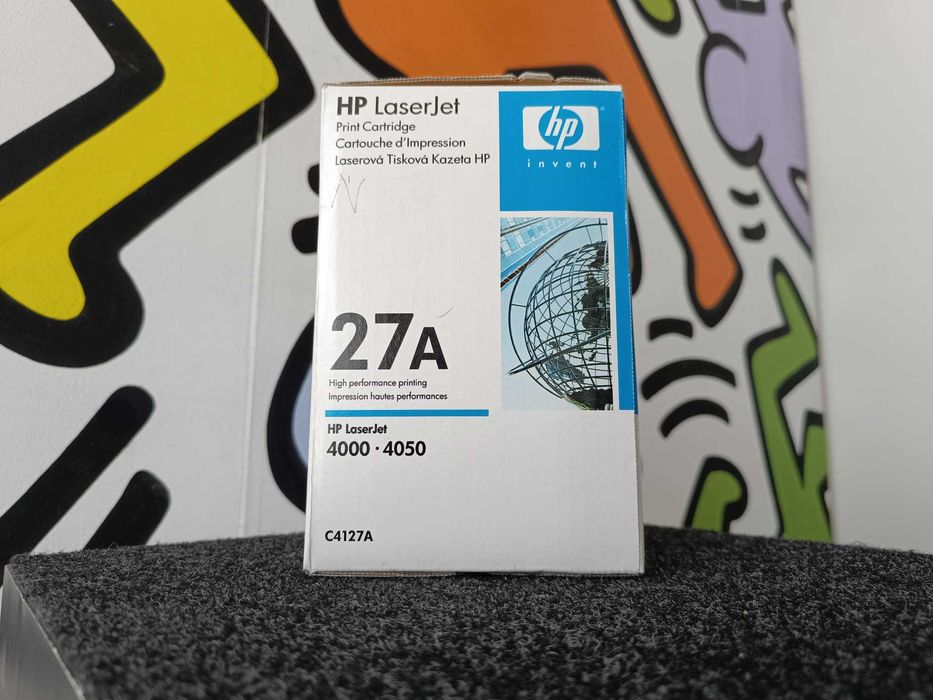 HP LaserJet
Print Cartridge
Cartouche d'Impression
Laserová Tisková Kazeta HP
N
hp
invent
27A
High performance printing
Impression hautes performances
HP LaserJet
4000 · 4050
C4127A